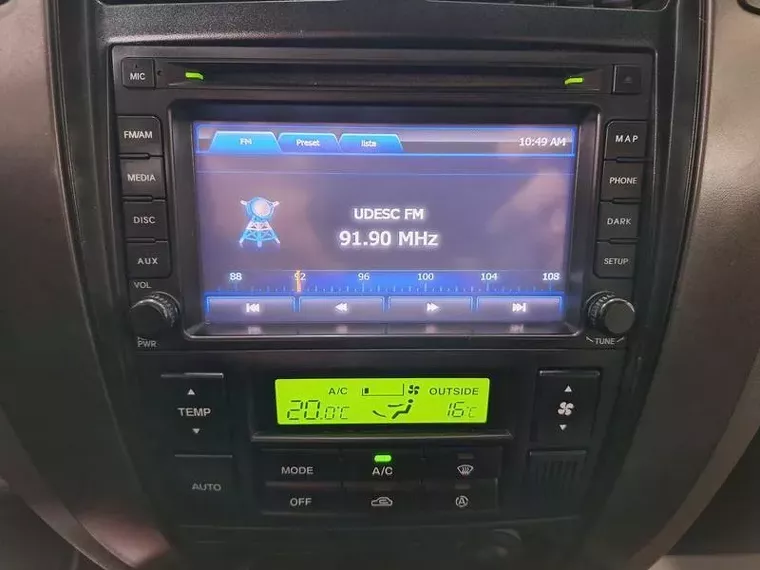 MIC
FM/AM
MEDIA
DISC
AUX
VOL
PWR
FM Preset lista 10:49 AM
UDESC FM
91.90 MHz
88 92 96 100 104 108
MAP
PHONE
DARK
SETUP
TUNE
TEMP
A/C OUTSIDE
20.0°C 16°C
AUTO
MODE A/C
OFF